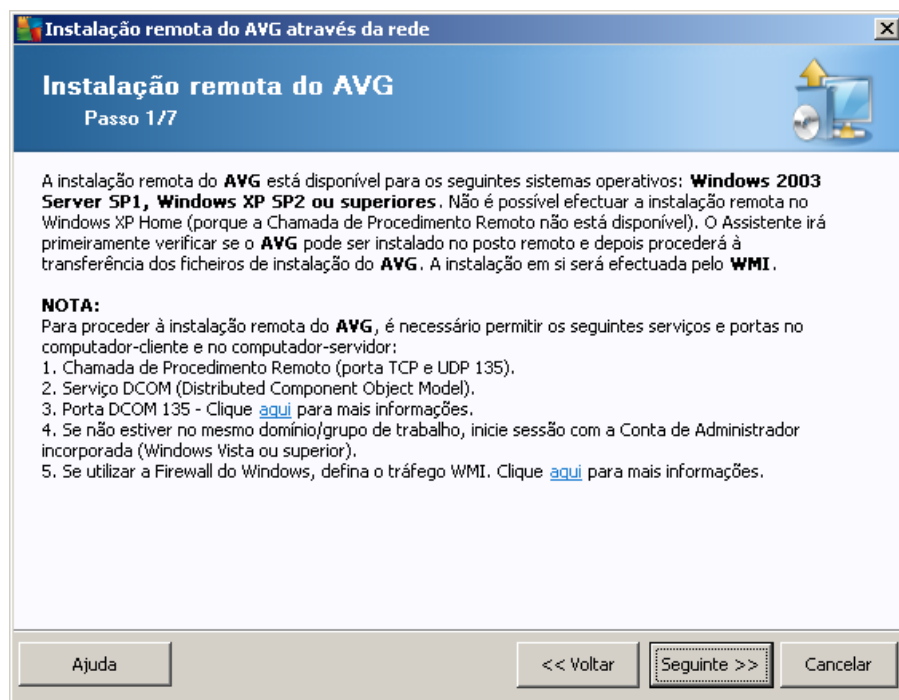 Instalação remota do AVG através da rede
Instalação remota do AVG
Passo 1/7
A instalação remota do AVG está disponível para os seguintes sistemas operativos: Windows 2003
Server SP1, Windows XP SP2 ou superiores. Não é possível efectuar a instalação remota no
Windows XP Home (porque a Chamada de Procedimento Remoto não está disponível). O Assistente irá
primeiramente verificar se o AVG pode ser instalado no posto remoto e depois procederá à
transferência dos ficheiros de instalação do AVG. A instalação em si será efectuada pelo WMI.
NOTA:
Para proceder à instalação remota do AVG, é necessário permitir os seguintes serviços e portas no
computador-cliente e no computador-servidor:
1. Chamada de Procedimento Remoto (porta TCP e UDP 135).
2. Serviço DCOM (Distributed Component Object Model).
3. Porta DCOM 135 - Clique aqui para mais informações.
4. Se não estiver no mesmo domínio/grupo de trabalho, inicie sessão com a Conta de Administrador
incorporada (Windows Vista ou superior).
5. Se utilizar a Firewall do Windows, defina o tráfego WMI. Clique aqui para mais informações.
Ajuda
<< Voltar
Seguinte >>
Cancelar